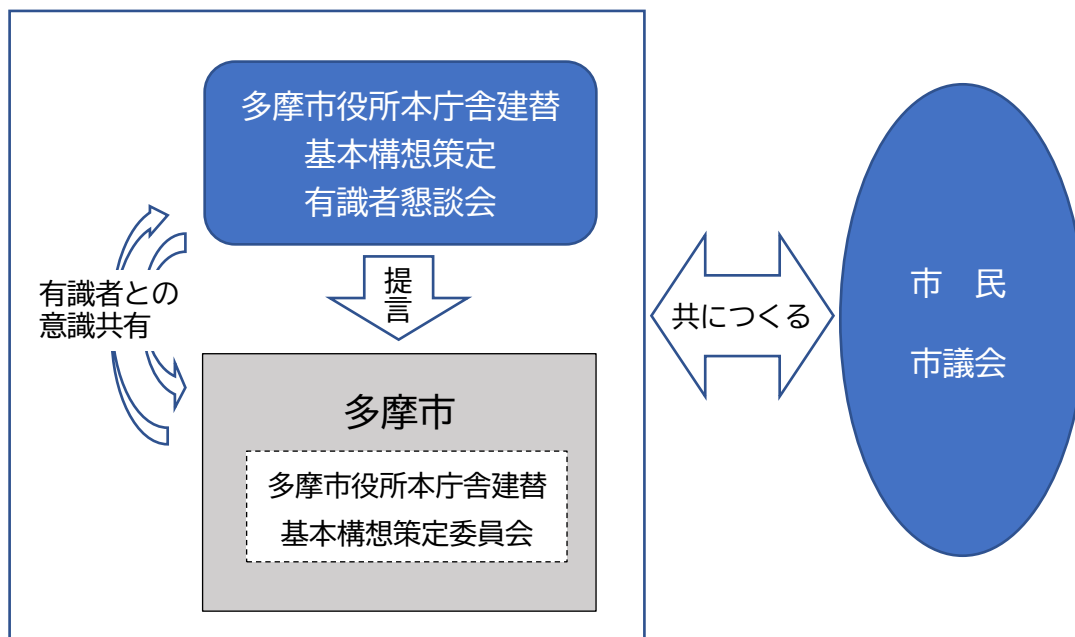 多摩市役所本庁舎建替
基本構想策定
有識者懇談会
提言
有識者との
意識共有
多摩市
多摩市役所本庁舎建替
基本構想策定委員会
共につくる
市　民
市議会